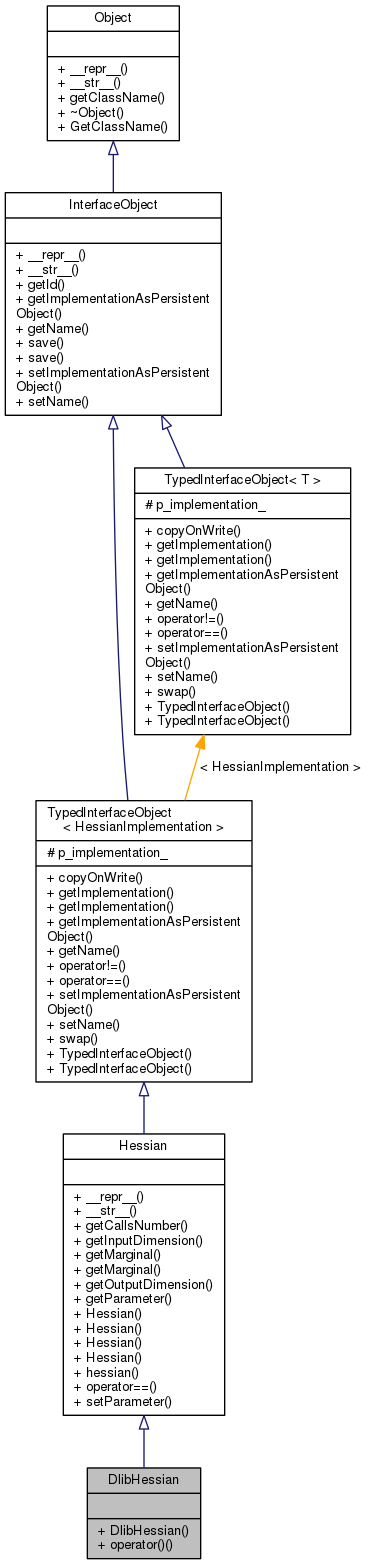 Object
+ __repr__()
+ __str__()
+ getClassName()
+ ~Object()
+ GetClassName()
InterfaceObject
+ __repr__()
+ __str__()
+ getId()
+ getImplementationAsPersistent
Object()
+ getName()
+ save()
+ save()
+ setImplementationAsPersistent
Object()
+ setName()
TypedInterfaceObject< T >
# p_implementation_
+ copyOnWrite()
+ getImplementation()
+ getImplementation()
+ getImplementationAsPersistent
Object()
+ getName()
+ operator!=()
+ operator==()
+ setImplementationAsPersistent
Object()
+ setName()
+ swap()
+ TypedInterfaceObject()
+ TypedInterfaceObject()
< HessianImplementation >
TypedInterfaceObject
< HessianImplementation >
# p_implementation_
+ copyOnWrite()
+ getImplementation()
+ getImplementation()
+ getImplementationAsPersistent
Object()
+ getName()
+ operator!=()
+ operator==()
+ setImplementationAsPersistent
Object()
+ setName()
+ swap()
+ TypedInterfaceObject()
+ TypedInterfaceObject()
Hessian
+ __repr__()
+ __str__()
+ getCallsNumber()
+ getInputDimension()
+ getMarginal()
+ getMarginal()
+ getOutputDimension()
+ getParameter()
+ Hessian()
+ Hessian()
+ Hessian()
+ Hessian()
+ hessian()
+ operator==()
+ setParameter()
DlibHessian
+ DlibHessian()
+ operator()()